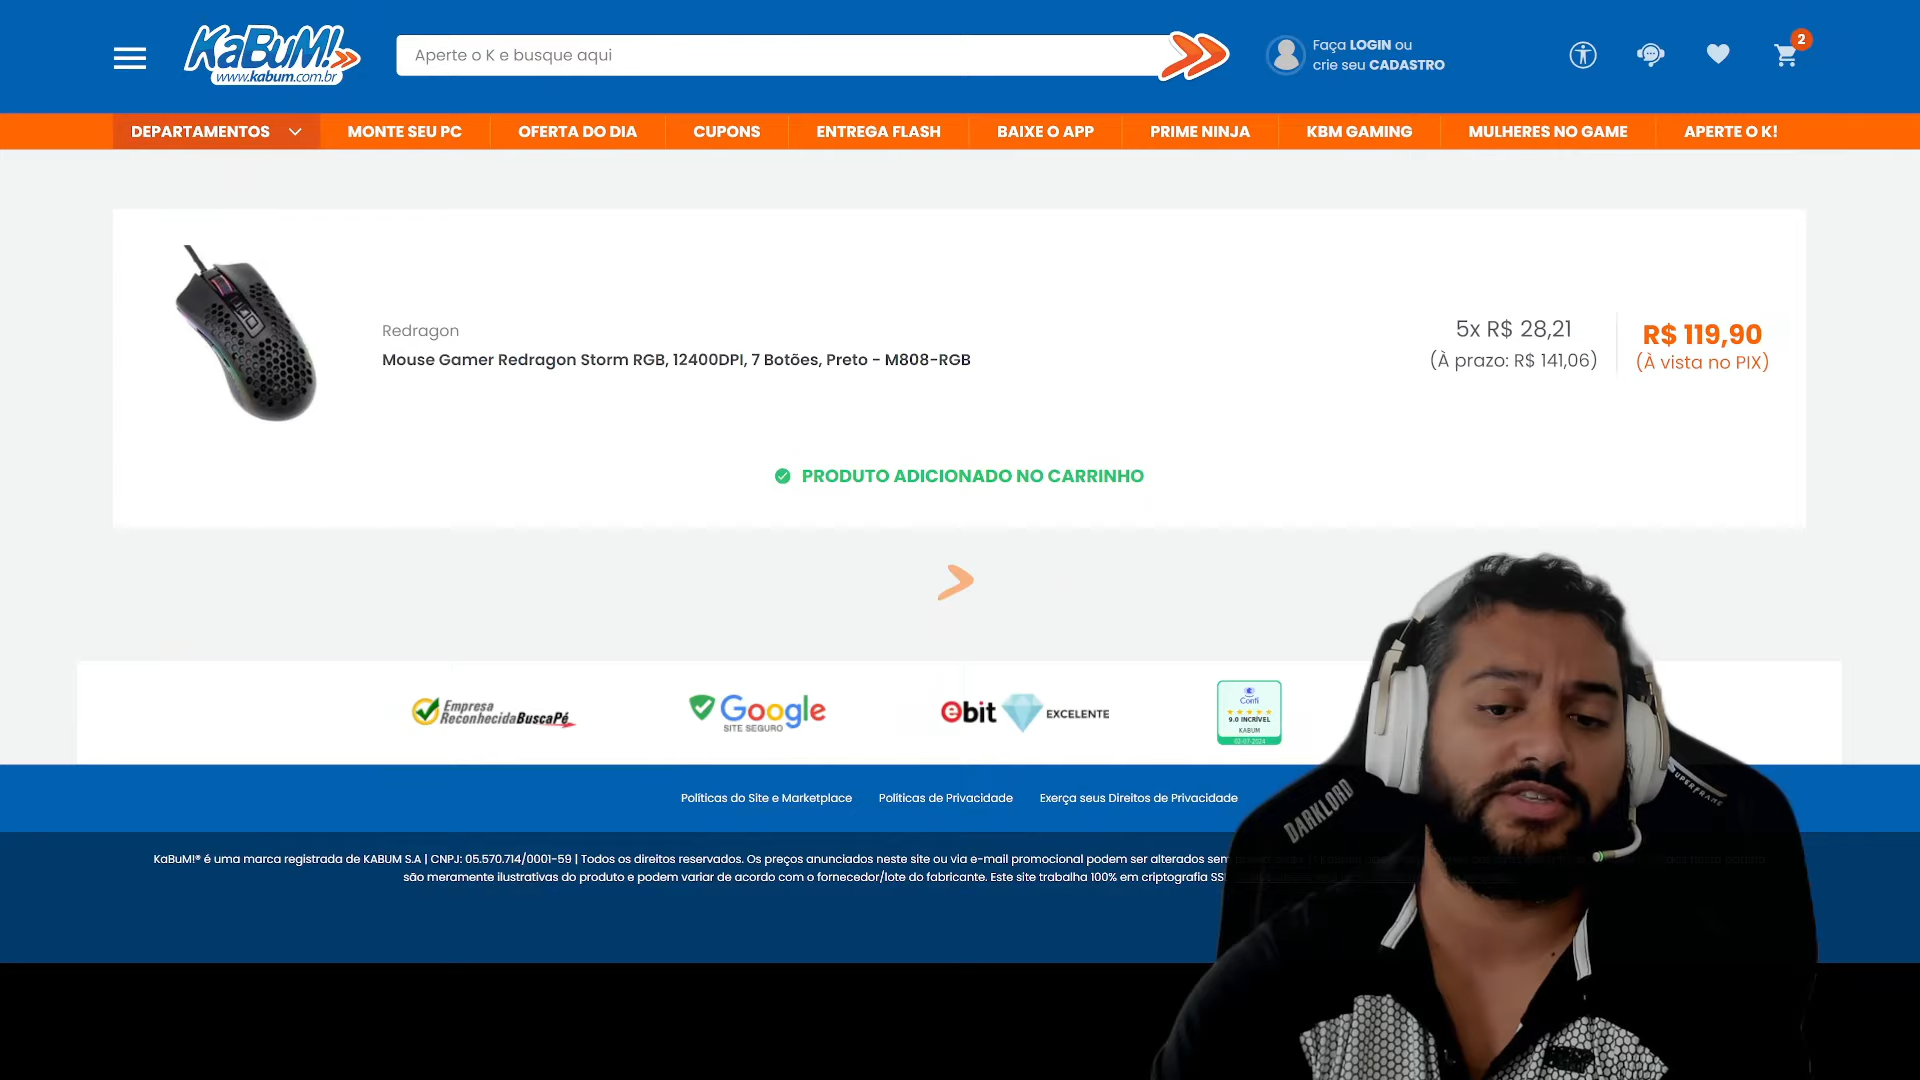 KaBuM!
www.kabum.com.br
Aperte o K e busque aqui
Faça LOGIN ou
crie seu CADASTRO
2
DEPARTAMENTOS
MONTE SEU PC
OFERTA DO DIA
CUPONS
ENTREGA FLASH
BAIXE O APP
PRIME NINJA
KBM GAMING
MULHERES NO GAME
APERTE O K!
Redragon
Mouse Gamer Redragon Storm RGB, 12400DPI, 7 Botões, Preto - M808-RGB
5x R$ 28,21
(À prazo: R$ 141,06)
R$ 119,90
(À vista no PIX)
PRODUTO ADICIONADO NO CARRINHO
Empresa
ReconhecidaBuscaPé
Google
SITE SEGURO
ebit EXCELENTE
Confi
9.0 INCRÍVEL
KABUM
02-07-2024
Políticas do Site e Marketplace
Políticas de Privacidade
Exerça seus Direitos de Privacidade
KaBuM!® é uma marca registrada de KABUM S.A | CNPJ: 05.570.714/0001-59 | Todos os direitos reservados. Os preços anunciados neste site ou via e-mail promocional podem ser alterados sem
são meramente ilustrativas do produto e podem variar de acordo com o fornecedor/lote do fabricante. Este site trabalha 100% em criptografia SS
DARKLORD
SUPERFRAME